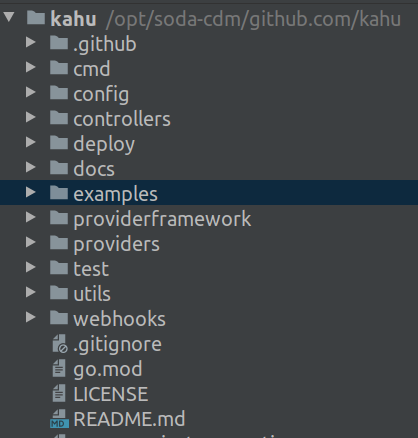 kahu /opt/soda-cdm/github.com/kahu
.github
cmd
config
controllers
deploy
docs
examples
providerframework
providers
test
utils
webhooks
.gitignore
go.mod
LICENSE
MD README.md